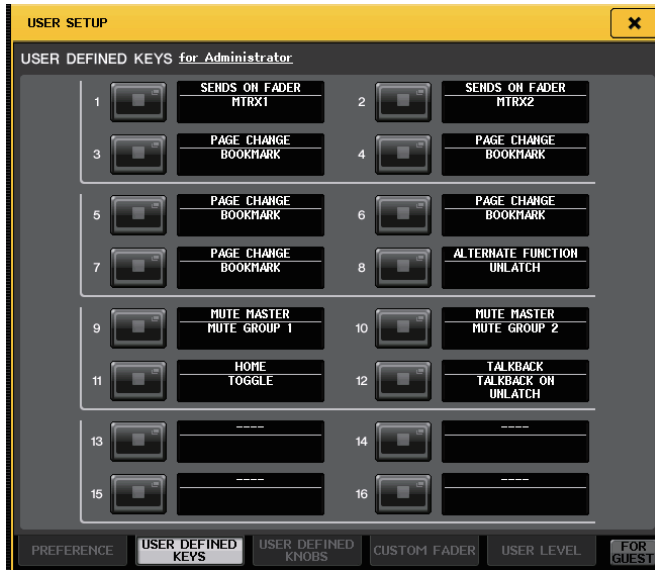 USER SETUP
USER DEFINED KEYS for Administrator
1 SENDS ON FADER
MTRX1
2 SENDS ON FADER
MTRX2
3 PAGE CHANGE
BOOKMARK
4 PAGE CHANGE
BOOKMARK
5 PAGE CHANGE
BOOKMARK
6 PAGE CHANGE
BOOKMARK
7 PAGE CHANGE
BOOKMARK
8 ALTERNATE FUNCTION
UNLATCH
9 MUTE MASTER
MUTE GROUP 1
10 MUTE MASTER
MUTE GROUP 2
11 HOME
TOGGLE
12 TALKBACK
TALKBACK ON
UNLATCH
13 ----
14 ----
15 ----
16 ----
PREFERENCE
USER DEFINED
KEYS
USER DEFINED
KNOBS
CUSTOM FADER
USER LEVEL
FOR
GUEST